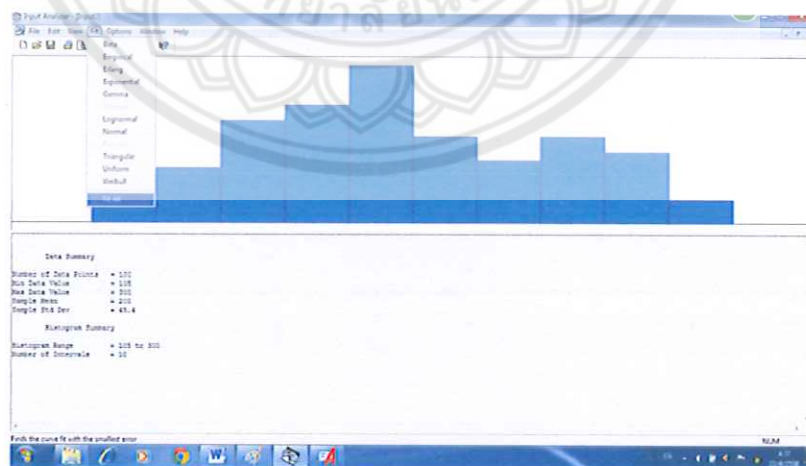 Input Analyzer - [Input1]
File Edit View Fit Options Window Help
Beta
Empirical
Erlang
Exponential
Gamma
Lognormal
Normal
Triangular
Uniform
Weibull
Fit All
Data Summary
Number of Data Points = 100
Min Data Value = 105
Max Data Value = 300
Sample Mean = 200
Sample Std Dev = 45.4
Histogram Summary
Histogram Range = 105 to 300
Number of Intervals = 10
Finds the curve fit with the smallest error
NUM